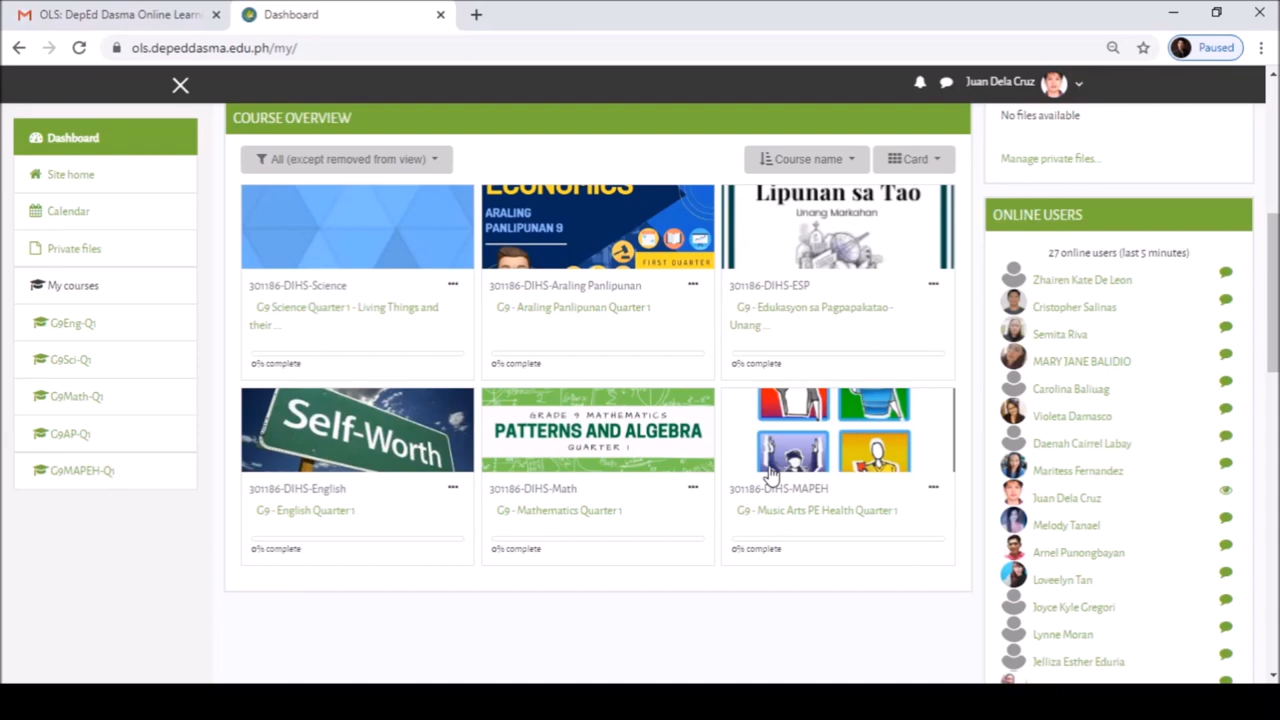 OLS: DepEd Dasma Online Learn
Dashboard
ols.depeddasma.edu.ph/my/
Paused
Juan Dela Cruz
Dashboard
Site home
Calendar
Private files
My courses
G9Eng-Q1
G9Sci-Q1
G9Math-Q1
G9AP-Q1
G9MAPEH-Q1
COURSE OVERVIEW
All (except removed from view)
Course name
Card
301186-DIHS-Science
G9 Science Quarter 1 - Living Things and
their ...
0% complete
ECONOMICS
ARALING
PANLIPUNAN 9
FIRST QUARTER
301186-DIHS-Araling Panlipunan
G9 - Araling Panlipunan Quarter 1
0% complete
Lipunan sa Tao
Unang Markahan
301186-DIHS-ESP
G9 - Edukasyon sa Pagpapakatao -
Unang ...
0% complete
Self-Worth
301186-DIHS-English
G9 - English Quarter 1
0% complete
GRADE 9 MATHEMATICS
PATTERNS AND ALGEBRA
QUARTER 1
301186-DIHS-Math
G9 - Mathematics Quarter 1
0% complete
301186-DIHS-MAPEH
G9 - Music Arts PE Health Quarter 1
0% complete
No files available
Manage private files...
ONLINE USERS
27 online users (last 5 minutes)
Zhairen Kate De Leon
Cristopher Salinas
Semita Riva
MARY JANE BALIDIO
Carolina Baliuag
Violeta Damasco
Daenah Cairrel Labay
Maritess Fernandez
Juan Dela Cruz
Melody Tanael
Arnel Punongbayan
Loveelyn Tan
Joyce Kyle Gregori
Lynne Moran
Jelliza Esther Eduria